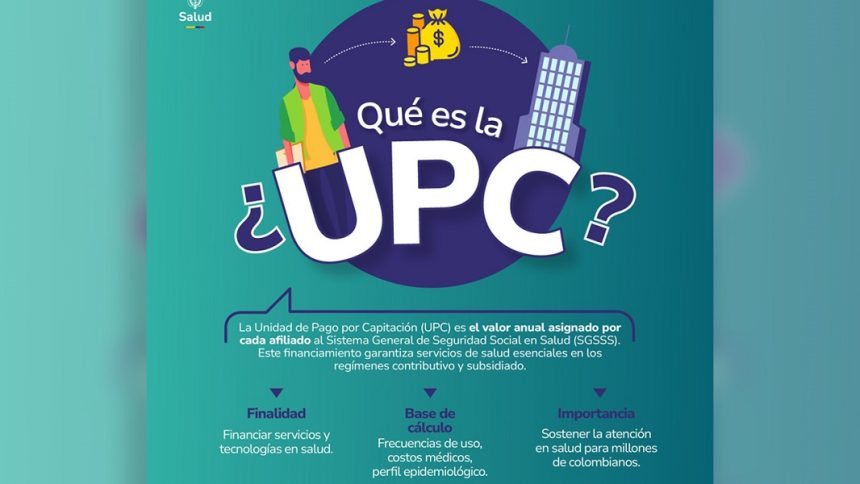 Salud
$
Qué es la
¿UPC?
La Unidad de Pago por Capitación (UPC) es el valor anual asignado por
cada afiliado al Sistema General de Seguridad Social en Salud (SGSSS).
Este financiamiento garantiza servicios de salud esenciales en los
regímenes contributivo y subsidiado.
Finalidad
Financiar servicios y
tecnologías en salud.
Base de
cálculo
Frecuencias de uso,
costos médicos,
perfil epidemiológico.
Importancia
Sostener la atención
en salud para millones
de colombianos.